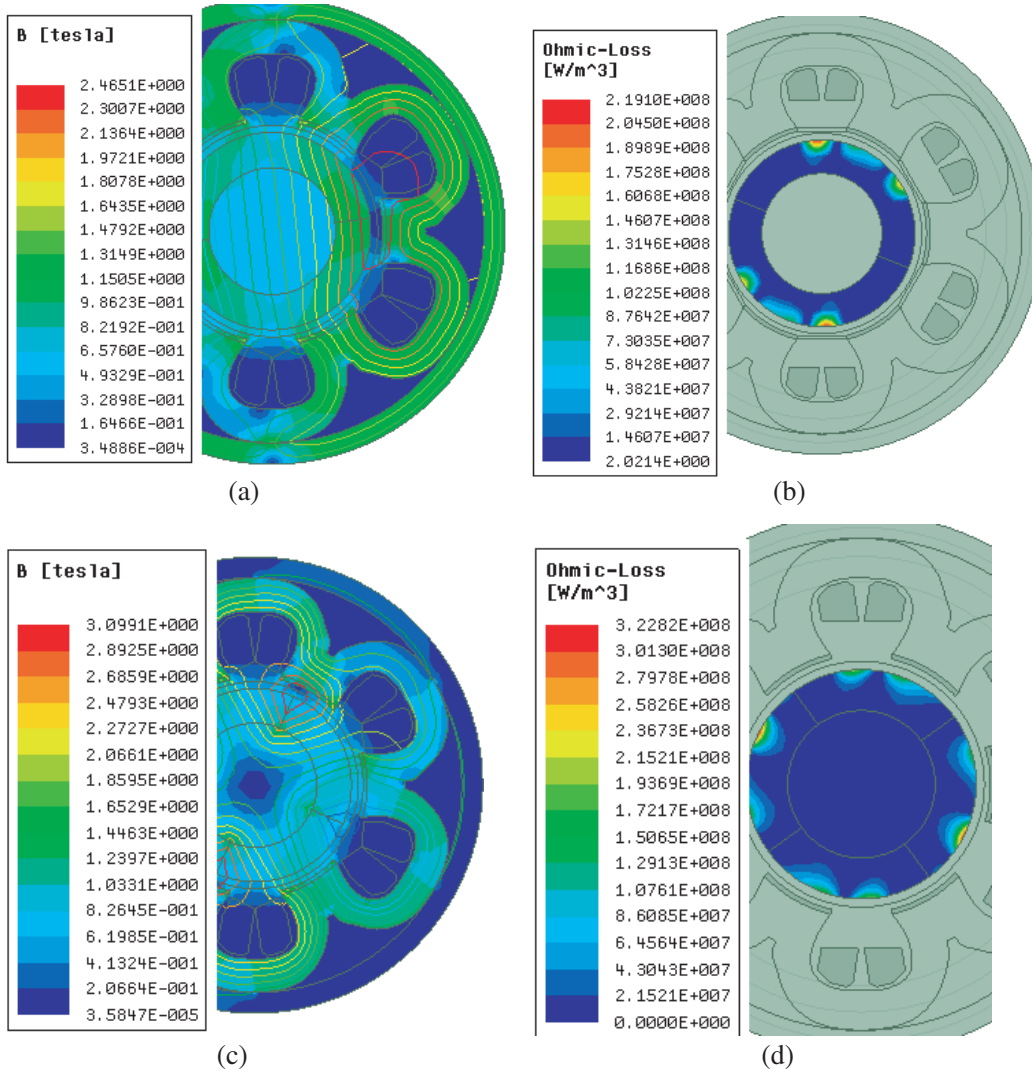 B [tesla]
2.4651E+000
2.3007E+000
2.1364E+000
1.9721E+000
1.8078E+000
1.6435E+000
1.4792E+000
1.3149E+000
1.1505E+000
9.8623E-001
8.2192E-001
6.5760E-001
4.9329E-001
3.2898E-001
1.6466E-001
3.4886E-004
(a)
Ohmic-Loss
[W/m^3]
2.1910E+008
2.0450E+008
1.8989E+008
1.7528E+008
1.6068E+008
1.4607E+008
1.3146E+008
1.1686E+008
1.0225E+008
8.7642E+007
7.3035E+007
5.8428E+007
4.3821E+007
2.9214E+007
1.4607E+007
2.0214E+000
(b)
B [tesla]
3.0991E+000
2.8925E+000
2.6859E+000
2.4793E+000
2.2727E+000
2.0661E+000
1.8595E+000
1.6529E+000
1.4463E+000
1.2397E+000
1.0331E+000
8.2645E-001
6.1985E-001
4.1324E-001
2.0664E-001
3.5847E-005
(c)
Ohmic-Loss
[W/m^3]
3.2282E+008
3.0130E+008
2.7978E+008
2.5826E+008
2.3673E+008
2.1521E+008
1.9369E+008
1.7217E+008
1.5065E+008
1.2913E+008
1.0761E+008
8.6085E+007
6.4564E+007
4.3043E+007
2.1521E+007
0.0000E+000
(d)